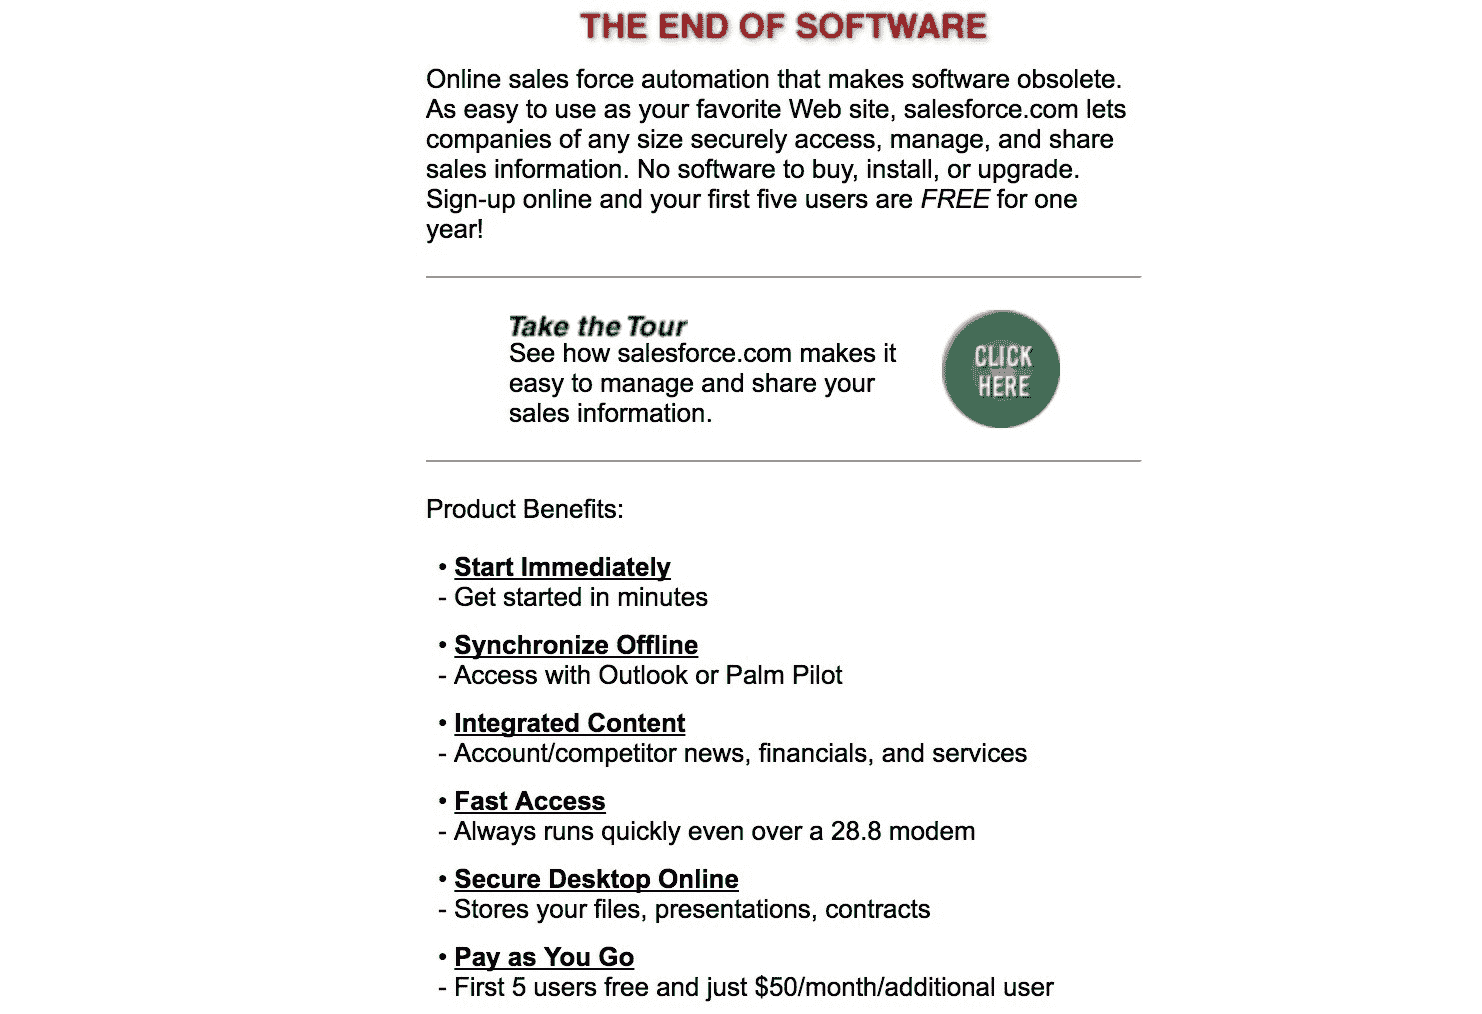 THE END OF SOFTWARE
Online sales force automation that makes software obsolete.
As easy to use as your favorite Web site, salesforce.com lets
companies of any size securely access, manage, and share
sales information. No software to buy, install, or upgrade.
Sign-up online and your first five users are FREE for one
year!
Take the Tour
See how salesforce.com makes it
easy to manage and share your
sales information.
CLICK
HERE
Product Benefits:
• Start Immediately
- Get started in minutes
• Synchronize Offline
- Access with Outlook or Palm Pilot
• Integrated Content
- Account/competitor news, financials, and services
• Fast Access
- Always runs quickly even over a 28.8 modem
• Secure Desktop Online
- Stores your files, presentations, contracts
• Pay as You Go
- First 5 users free and just $50/month/additional user